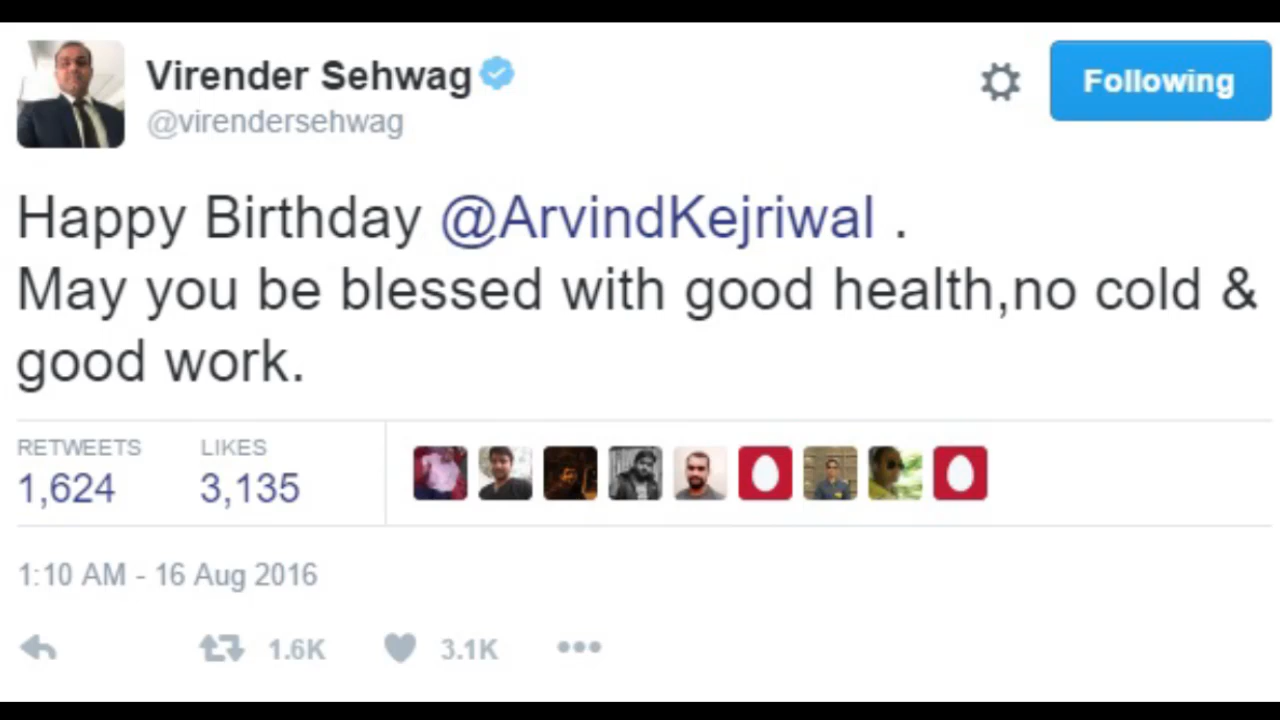 Virender Sehwag
@virendersehwag
Following
Happy Birthday @ArvindKejriwal .
May you be blessed with good health,no cold &
good work.
RETWEETS LIKES
1,624 3,135
1:10 AM - 16 Aug 2016
1.6K 3.1K